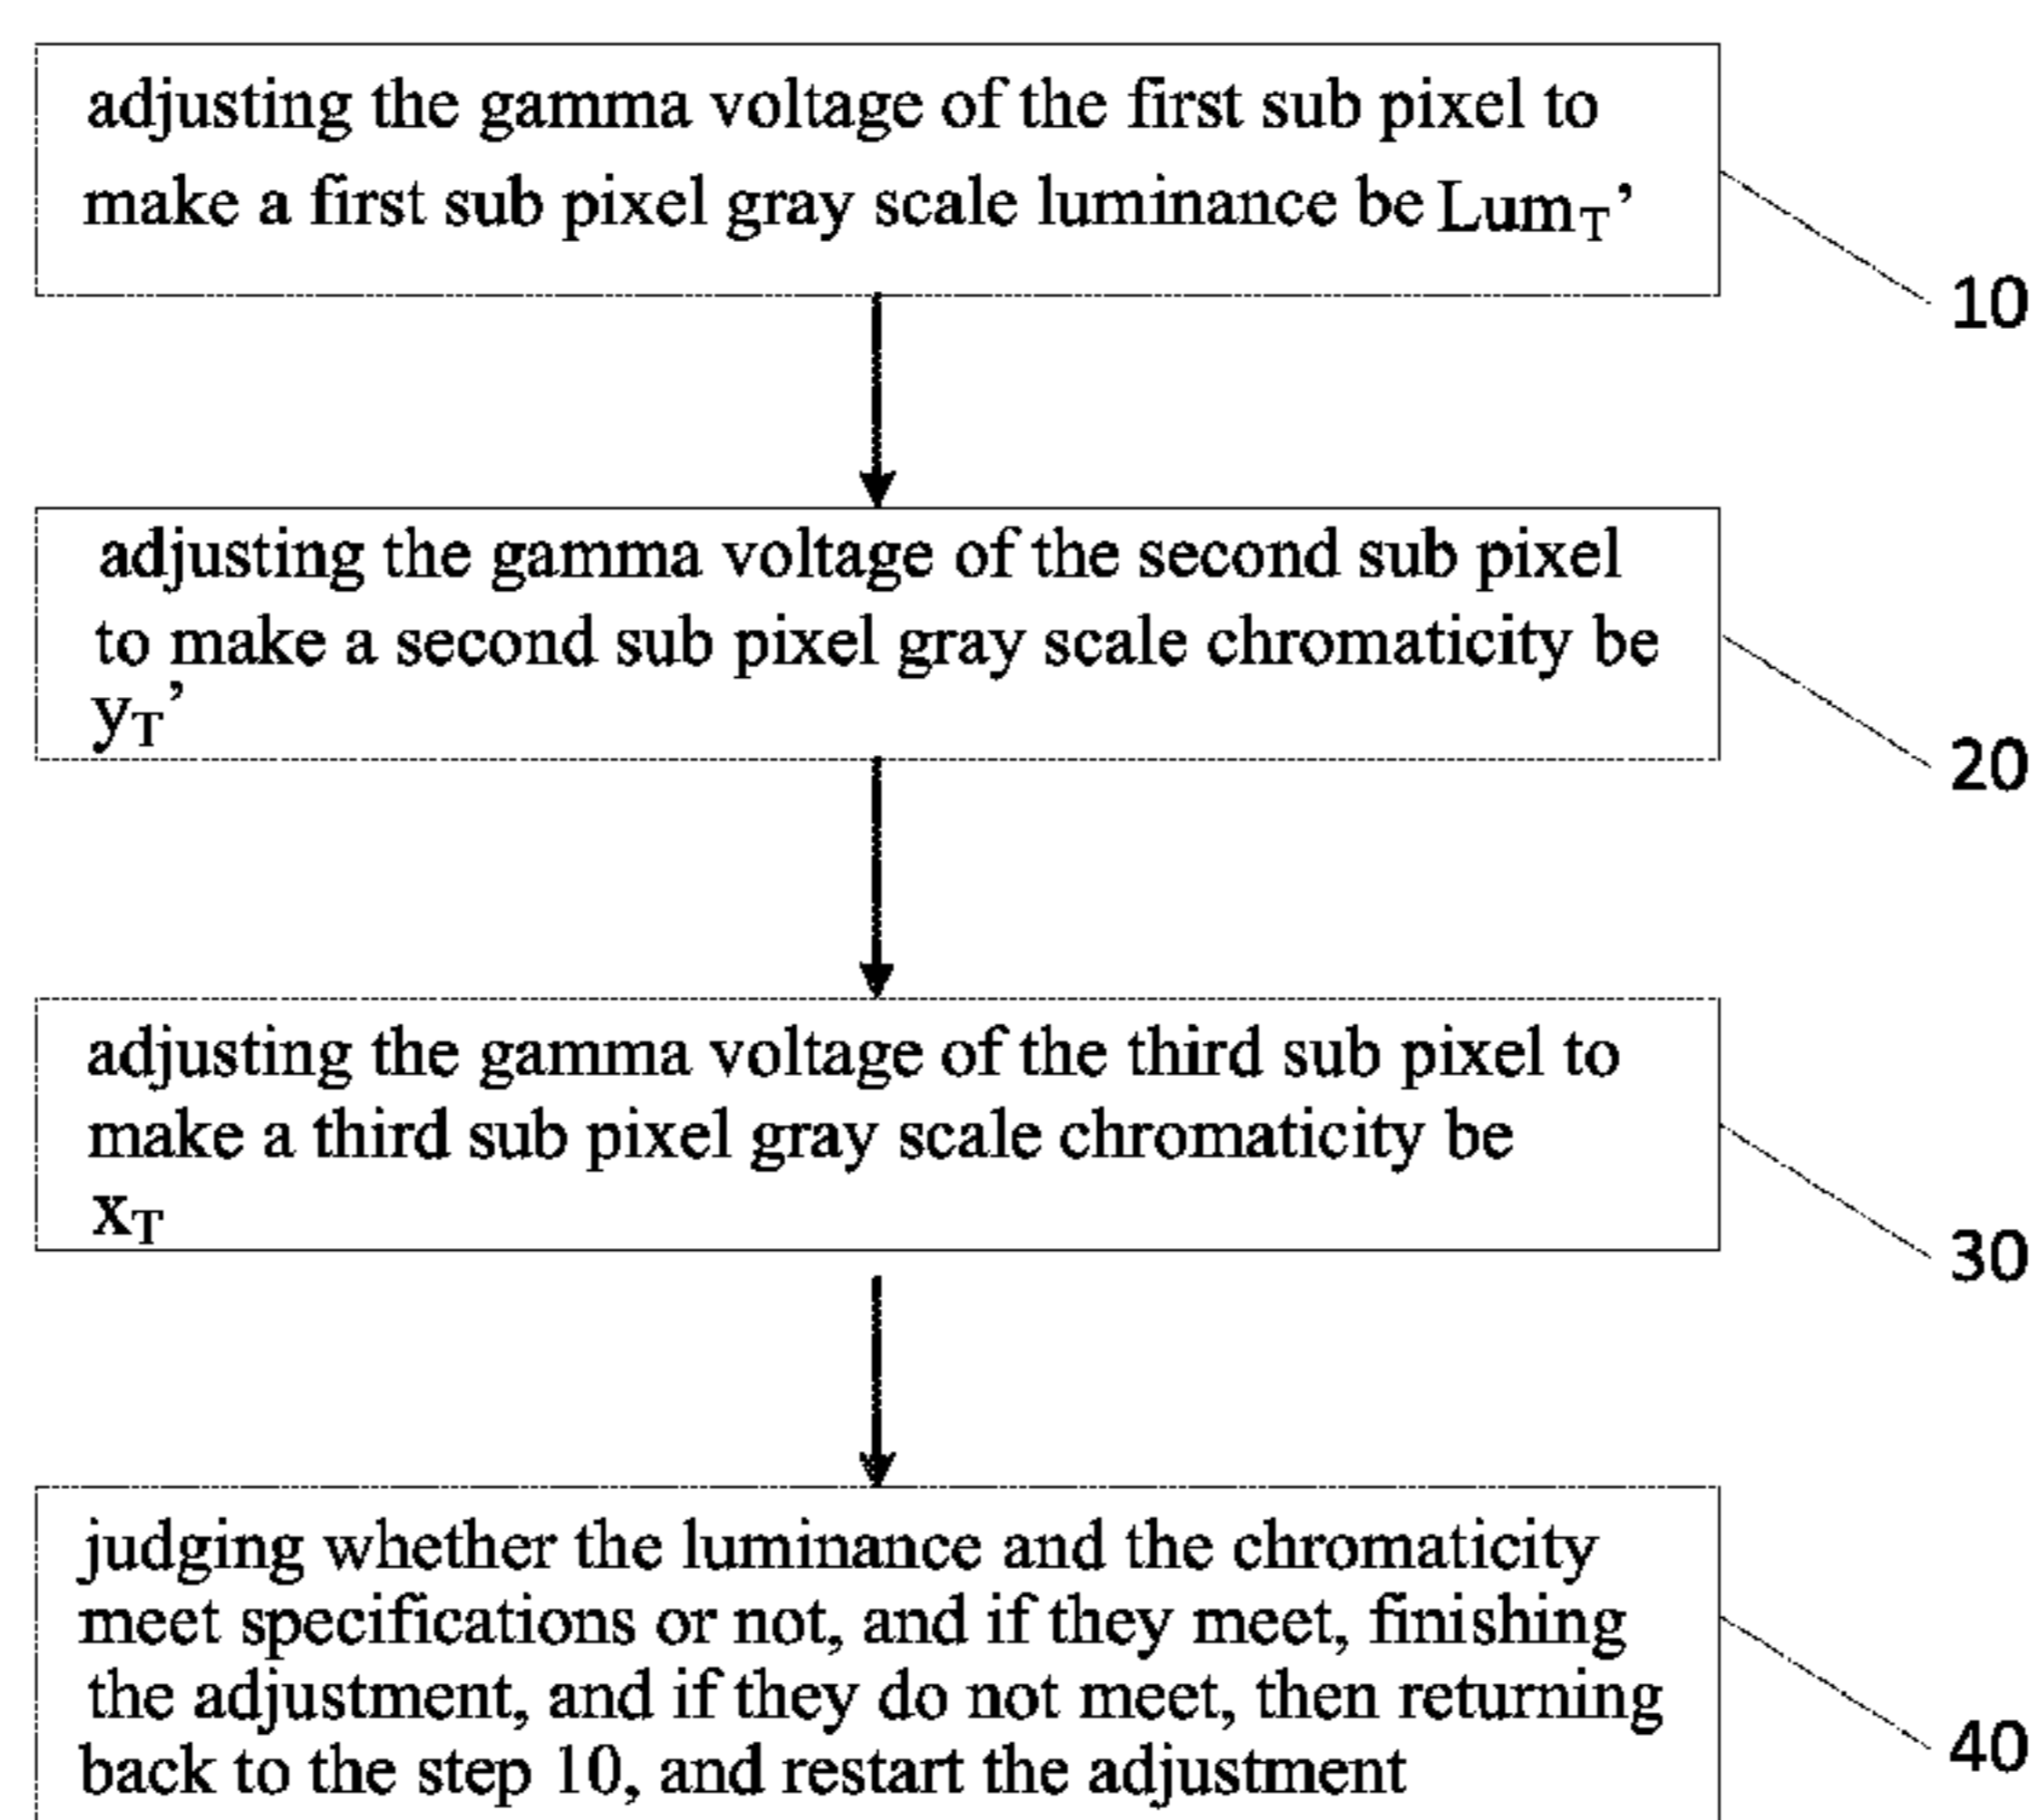 adjusting the gamma voltage of the first sub pixel to
make a first sub pixel gray scale luminance be Lum_T’
10
adjusting the gamma voltage of the second sub pixel
to make a second sub pixel gray scale chromaticity be
y_T’
20
adjusting the gamma voltage of the third sub pixel to
make a third sub pixel gray scale chromaticity be
x_T
30
judging whether the luminance and the chromaticity
meet specifications or not, and if they meet, finishing
the adjustment, and if they do not meet, then returning
back to the step 10, and restart the adjustment
40